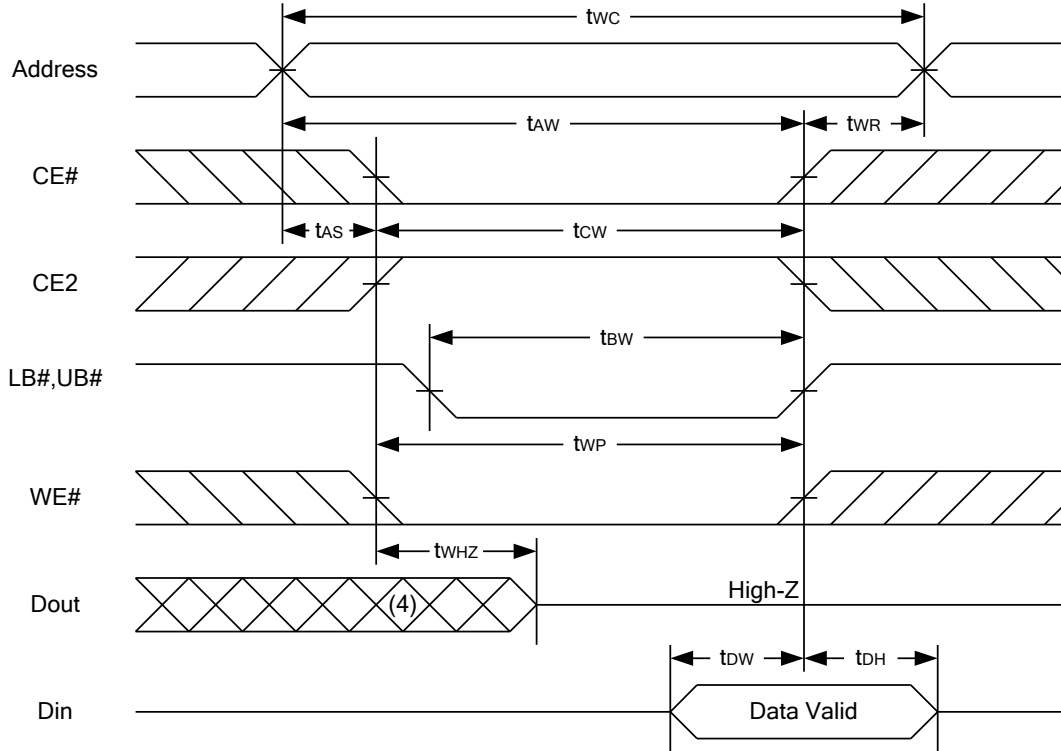 tWC
Address
tAW
tWR
CE#
tAS
tCW
CE2
tBW
LB#,UB#
tWP
WE#
tWHZ
Dout
(4)
High-Z
tDW
tDH
Din
Data Valid